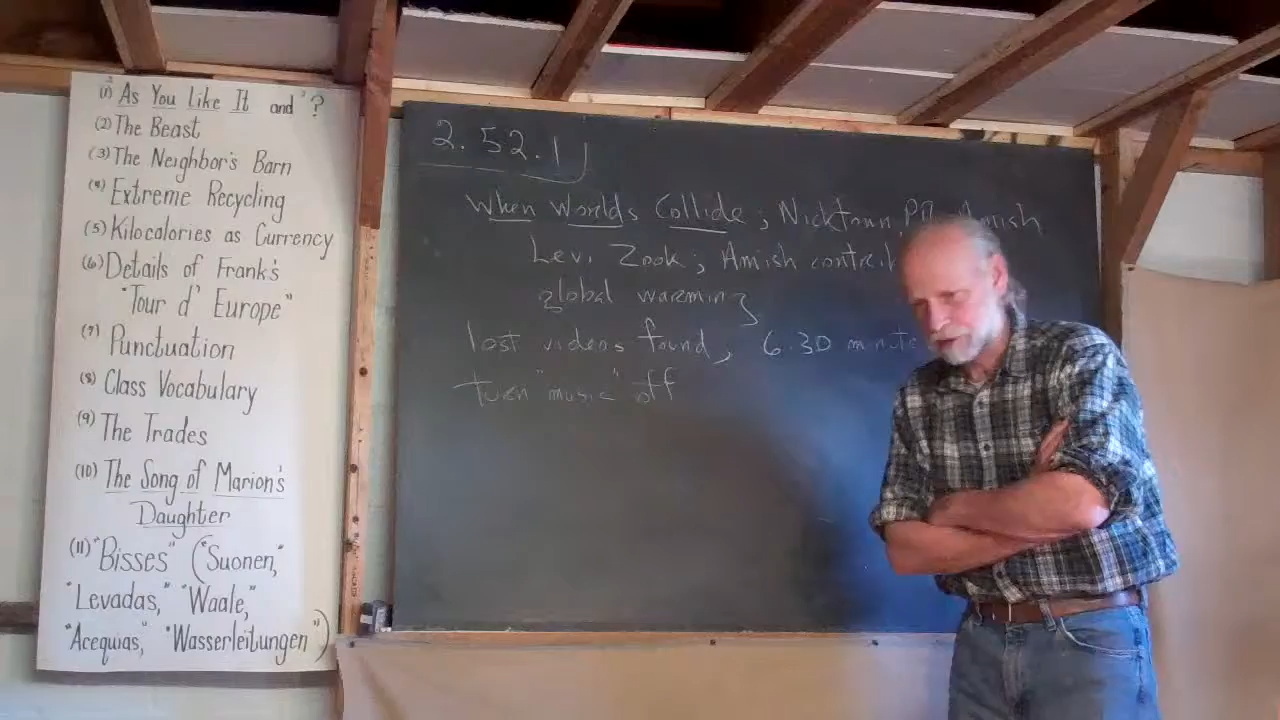 (1) As You Like It and ?
(2) The Beast
(3) The Neighbor's Barn
(4) Extreme Recycling
(5) Kilocalories as Currency
(6) Details of Frank's
"Tour d' Europe"
(7) Punctuation
(8) Class Vocabulary
(9) The Trades
(10) The Song of Marion's
Daughter
(11) "Bisses" ("Suonen,"
"Levadas," "Waale,"
"Acequias," "Wasserleitungen")
2.52.1
When Worlds Collide; Nicktown, PA Amish
Levi Zook; Amish
global warming
lost videos found, 6.30
turn "music" off